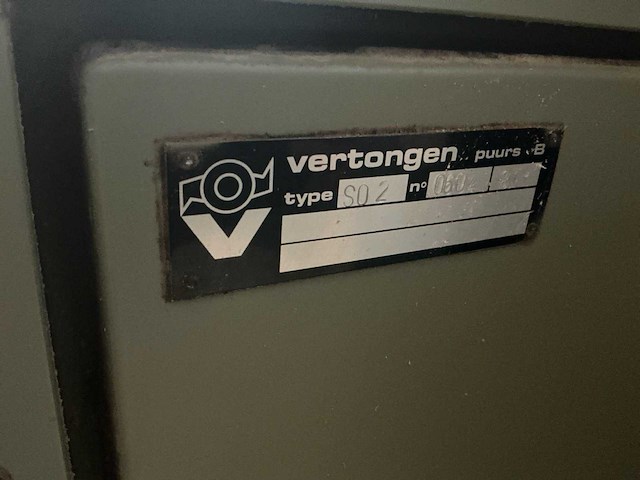 vertongen puurs -B
type SO 2 n°
V